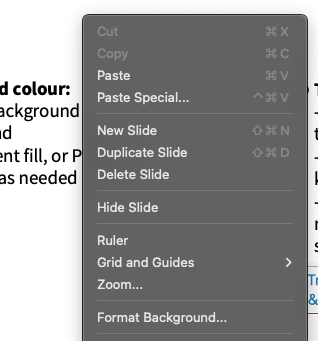 d colour:
ackground
nd
ent fill, or P
as needed
Cut ⌘ X
Copy ⌘ C
Paste ⌘ V
Paste Special... ^⌘ V
New Slide ⇧⌘ N
Duplicate Slide ⇧⌘ D
Delete Slide
Hide Slide
Ruler
Grid and Guides >
Zoom...
Format Background...
Tr
&